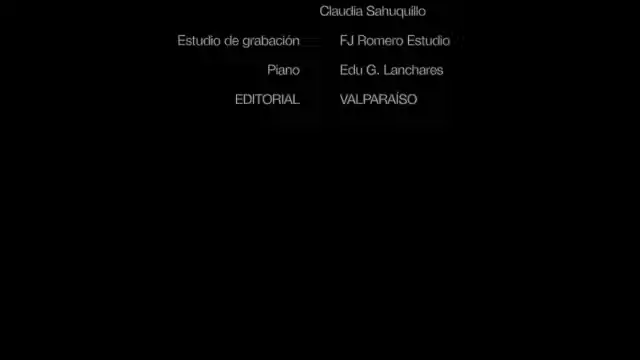 Claudia Sahuquillo
Estudio de grabación FJ Romero Estudio
Piano Edu G. Lanchares
EDITORIAL VALPARAÍSO